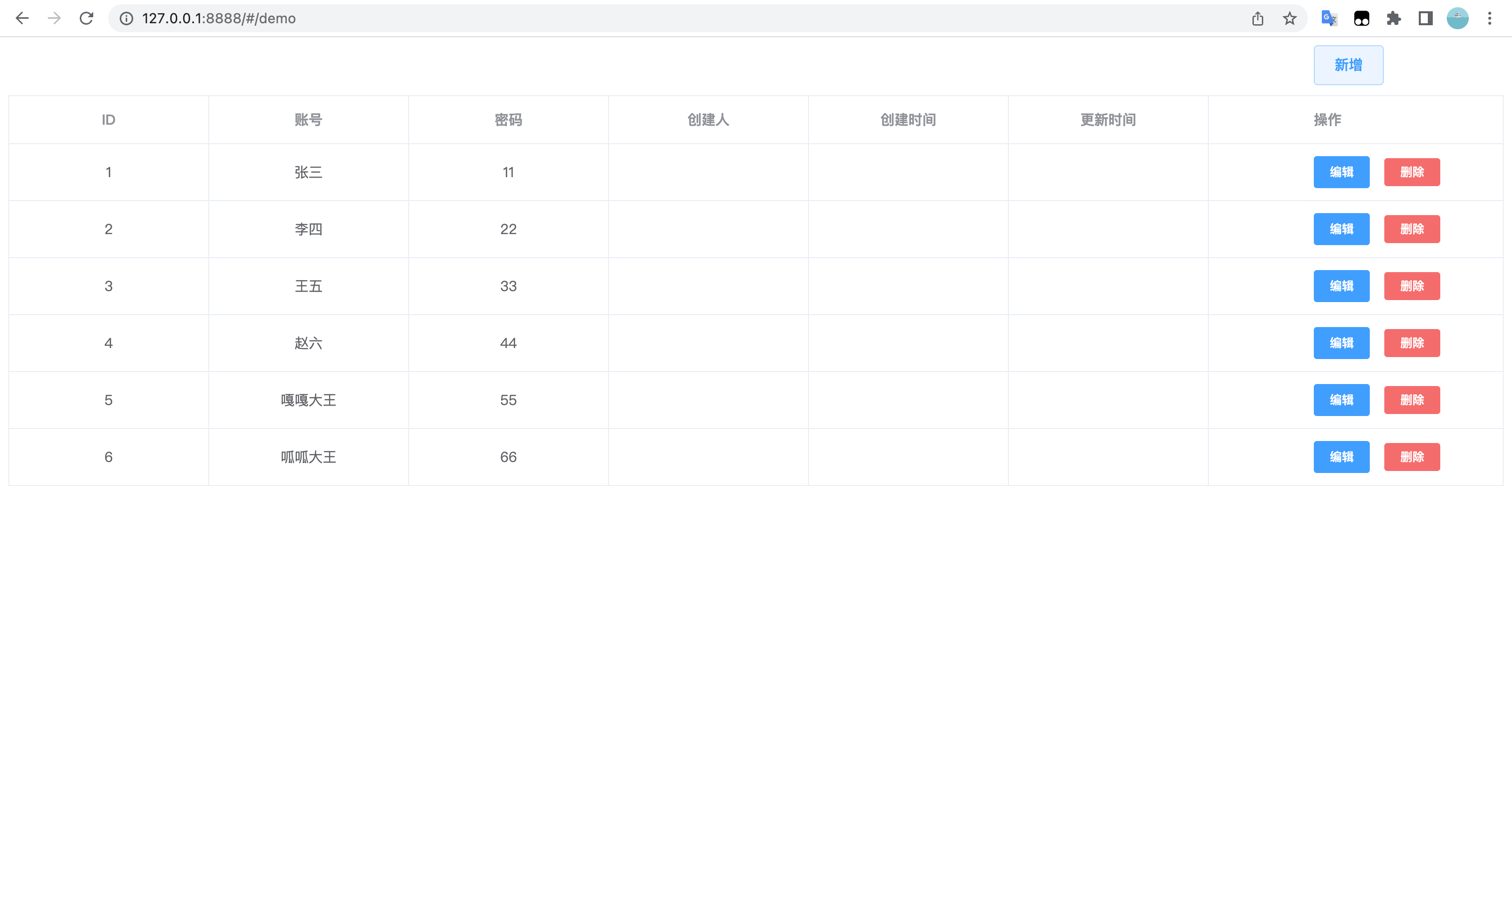 127.0.0.1:8888/#/demo
新增
ID 账号 密码 创建人 创建时间 更新时间 操作
1 张三 11 编辑 删除
2 李四 22 编辑 删除
3 王五 33 编辑 删除
4 赵六 44 编辑 删除
5 嘎嘎大王 55 编辑 删除
6 呱呱大王 66 编辑 删除